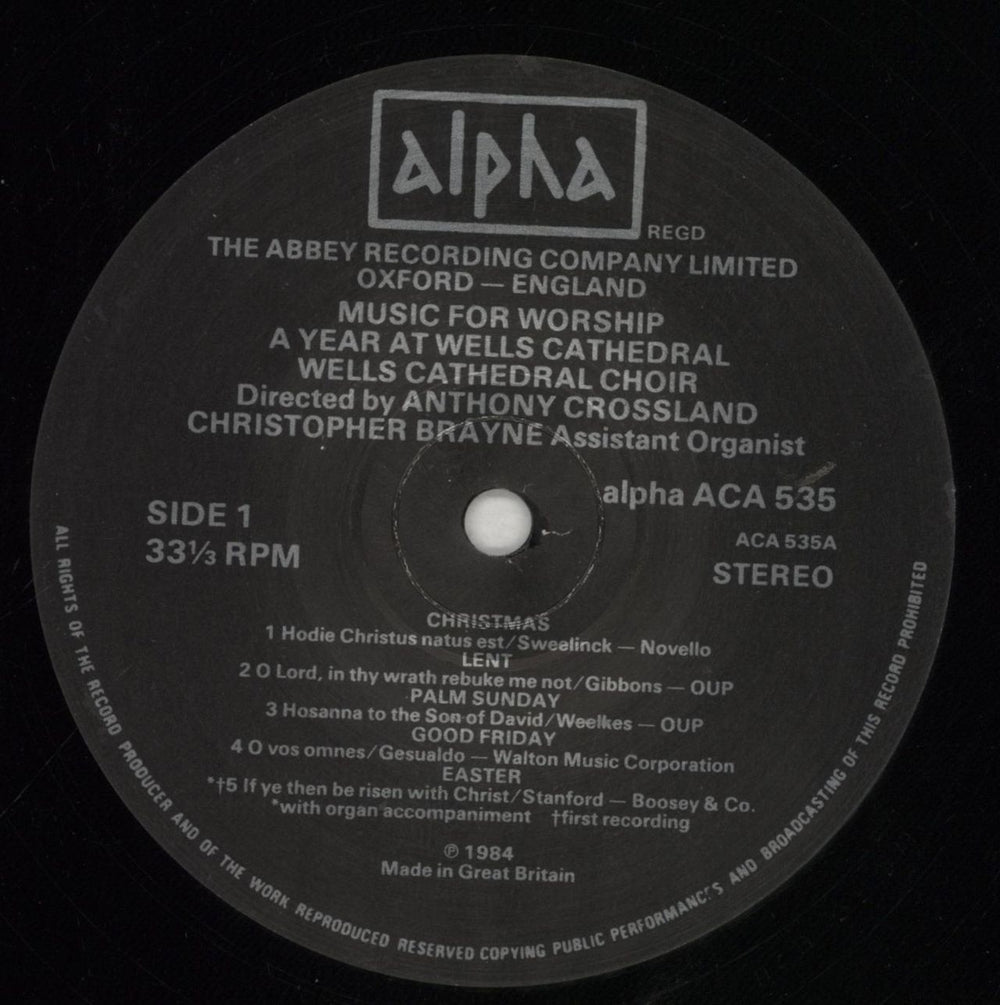 alpha
REGD
THE ABBEY RECORDING COMPANY LIMITED
OXFORD — ENGLAND
MUSIC FOR WORSHIP
A YEAR AT WELLS CATHEDRAL
WELLS CATHEDRAL CHOIR
Directed by ANTHONY CROSSLAND
CHRISTOPHER BRAYNE Assistant Organist
SIDE 1
33⅓ RPM
alpha ACA 535
ACA 535A
STEREO
CHRISTMAS
1 Hodie Christus natus est/Sweelinck — Novello
LENT
2 O Lord, in thy wrath rebuke me not/Gibbons — OUP
PALM SUNDAY
3 Hosanna to the Son of David/Weelkes — OUP
GOOD FRIDAY
4 O vos omnes/Gesualdo — Walton Music Corporation
EASTER
*†5 If ye then be risen with Christ/Stanford — Boosey & Co.
*with organ accompaniment †first recording
℗ 1984
Made in Great Britain
ALL RIGHTS OF THE RECORD PRODUCER AND OF THE WORK REPRODUCED RESERVED COPYING PUBLIC PERFORMANCES AND BROADCASTING OF THIS RECORD PROHIBITED